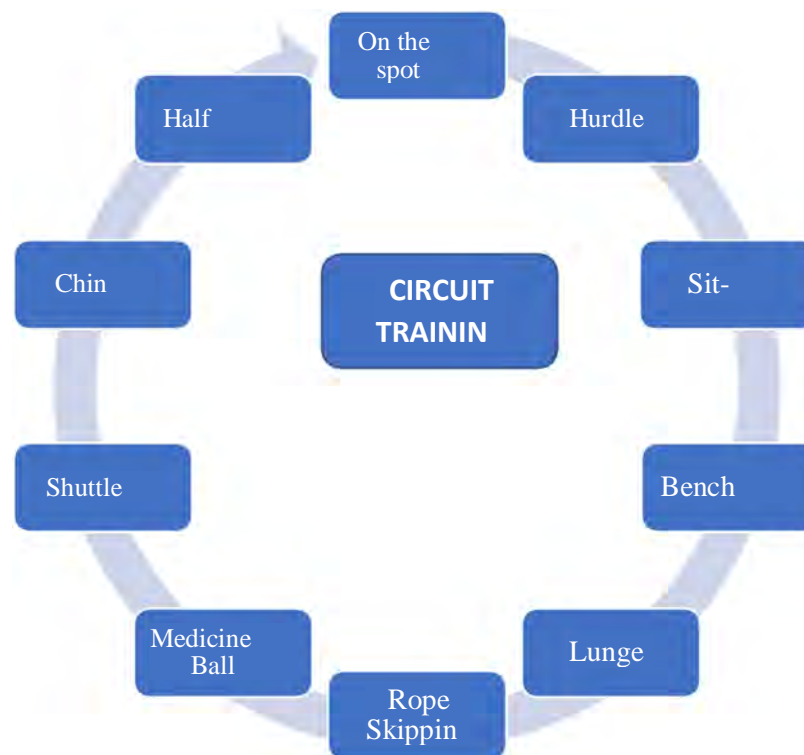 On the
spot
Hurdle
Sit-
Bench
Lunge
Rope
Skippin
Medicine
Ball
Shuttle
Chin
Half
CIRCUIT
TRAININ